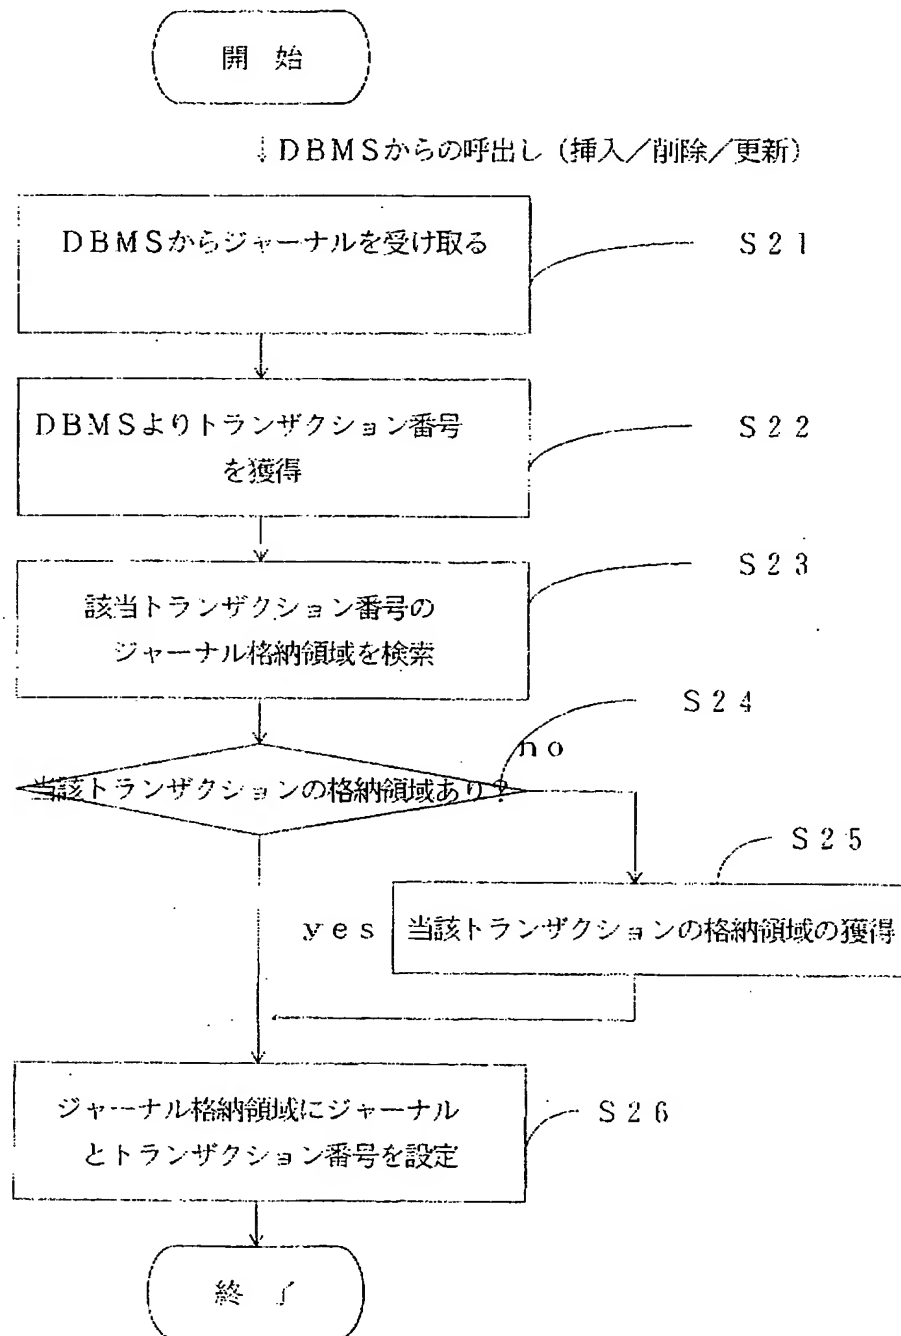 開 始
DBMSからの呼出し（挿入／削除／更新）
DBMSからジャーナルを受け取る
S21
DBMSよりトランザクション番号
を獲得
S22
該当トランザクション番号の
ジャーナル格納領域を検索
S23
S24
no
当該トランザクションの格納領域あり？
S25
yes
当該トランザクションの格納領域の獲得
ジャーナル格納領域にジャーナル
とトランザクション番号を設定
S26
終 了